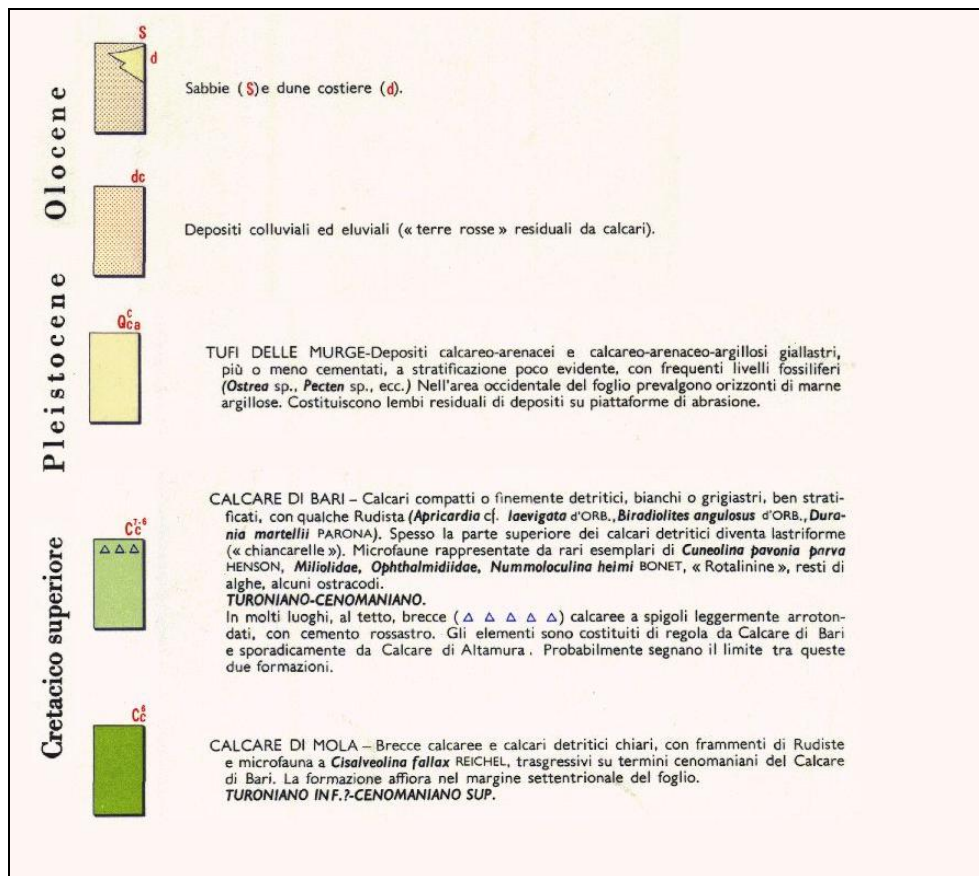 S
d
Sabbie (S)e dune costiere (d).
Olocene
dc
Depositi colluviali ed eluviali (« terre rosse » residuali da calcari).
Pleistocene
Qcca
TUFI DELLE MURGE-Depositi calcareo-arenacei e calcareo-arenaceo-argillosi giallastri,
più o meno cementati, a stratificazione poco evidente, con frequenti livelli fossiliferi
(Ostrea sp., Pecten sp., ecc.) Nell'area occidentale del foglio prevalgono orizzonti di marne
argillose. Costituiscono lembi residuali di depositi su piattaforme di abrasione.
Cretacico superiore
Cc7-6
CALCARE DI BARI – Calcari compatti o finemente detritici, bianchi o grigiastri, ben strati-
ficati, con qualche Rudista (Apricardia cf. laevigata d'ORB., Biradiolites angulosus d'ORB., Dura-
nia martellii PARONA). Spesso la parte superiore dei calcari detritici diventa lastriforme
(« chiancarelle »). Microfaune rappresentate da rari esemplari di Cuneolina pavonia parva
HENSON, Miliolidae, Ophthalmidiidae, Nummoloculina heimi BONET, « Rotalinine », resti di
alghe, alcuni ostracodi.
TURONIANO-CENOMANIANO.
In molti luoghi, al tetto, brecce (△ △ △ △ △) calcaree a spigoli leggermente arroton-
dati, con cemento rossastro. Gli elementi sono costituiti di regola da Calcare di Bari
e sporadicamente da Calcare di Altamura. Probabilmente segnano il limite tra queste
due formazioni.
Cc6
CALCARE DI MOLA – Brecce calcaree e calcari detritici chiari, con frammenti di Rudiste
e microfauna a Cisalveolina fallax REICHEL, trasgressivi su termini cenomaniani del Calcare
di Bari. La formazione affiora nel margine settentrionale del foglio.
TURONIANO INF.?-CENOMANIANO SUP.